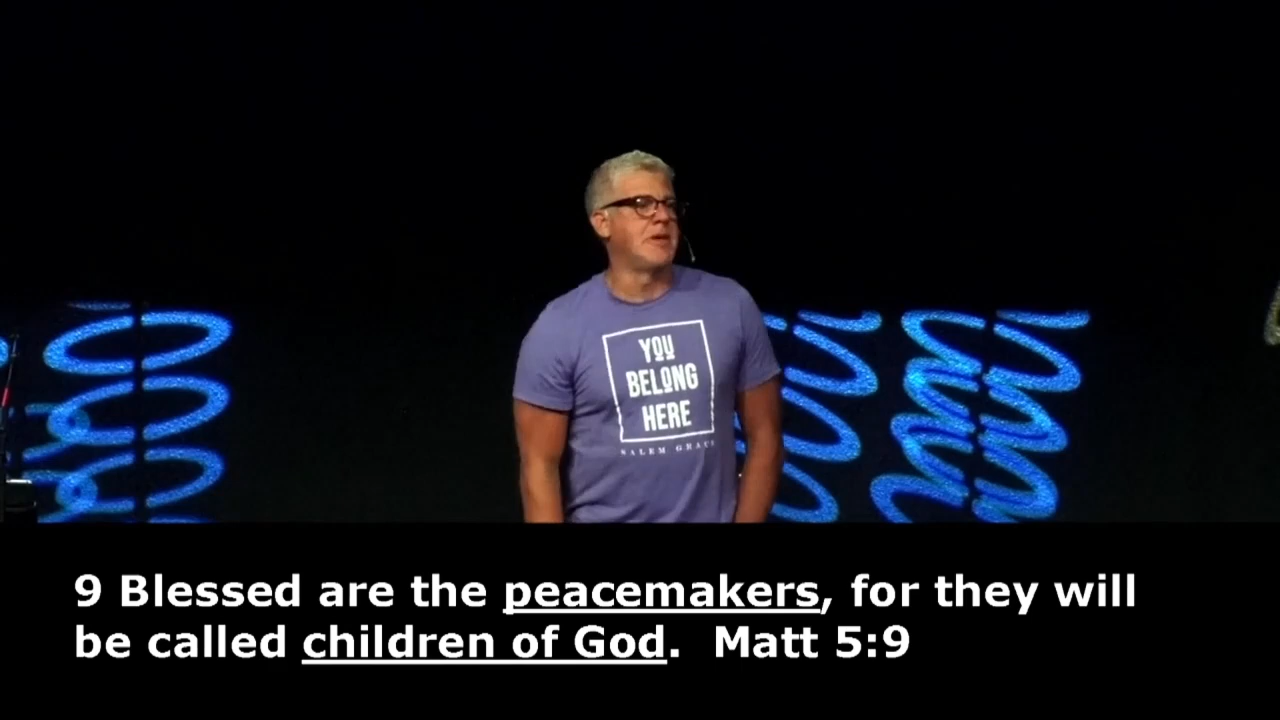 YOU
BELONG
HERE
SALEM GRACE
9 Blessed are the peacemakers, for they will
be called children of God.  Matt 5:9